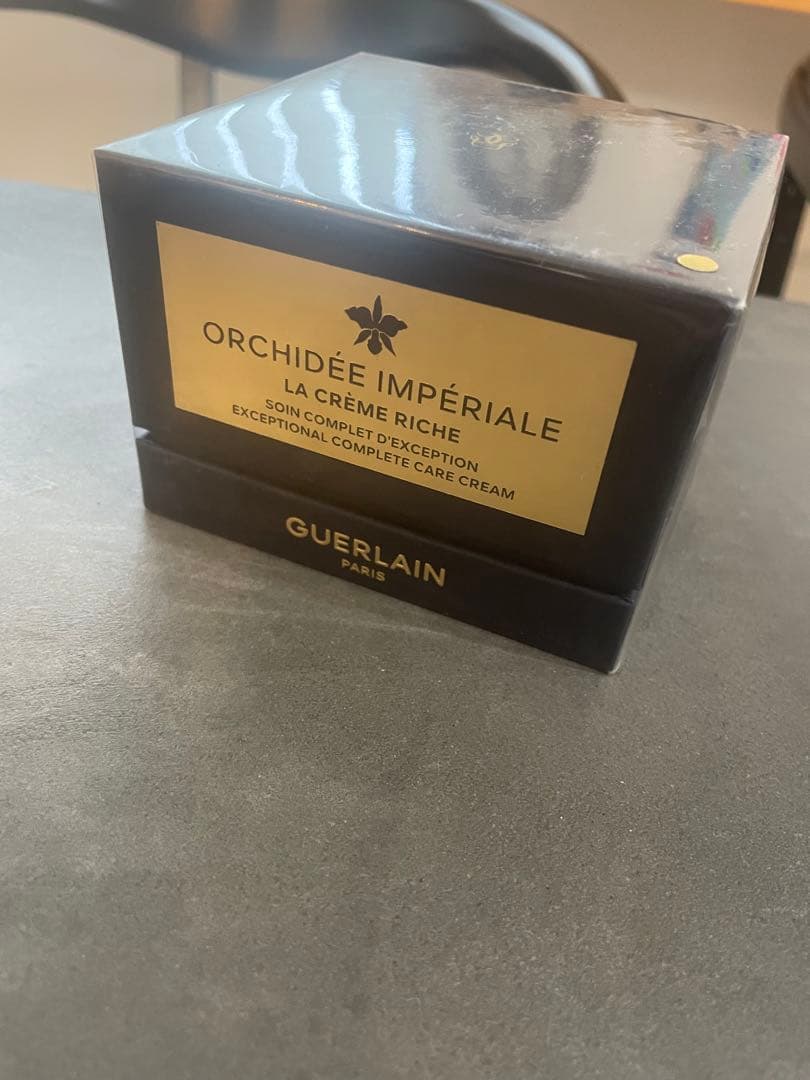 ORCHIDÉE IMPÉRIALE
LA CRÈME RICHE
SOIN COMPLET D'EXCEPTION
EXCEPTIONAL COMPLETE CARE CREAM
GUERLAIN
PARIS